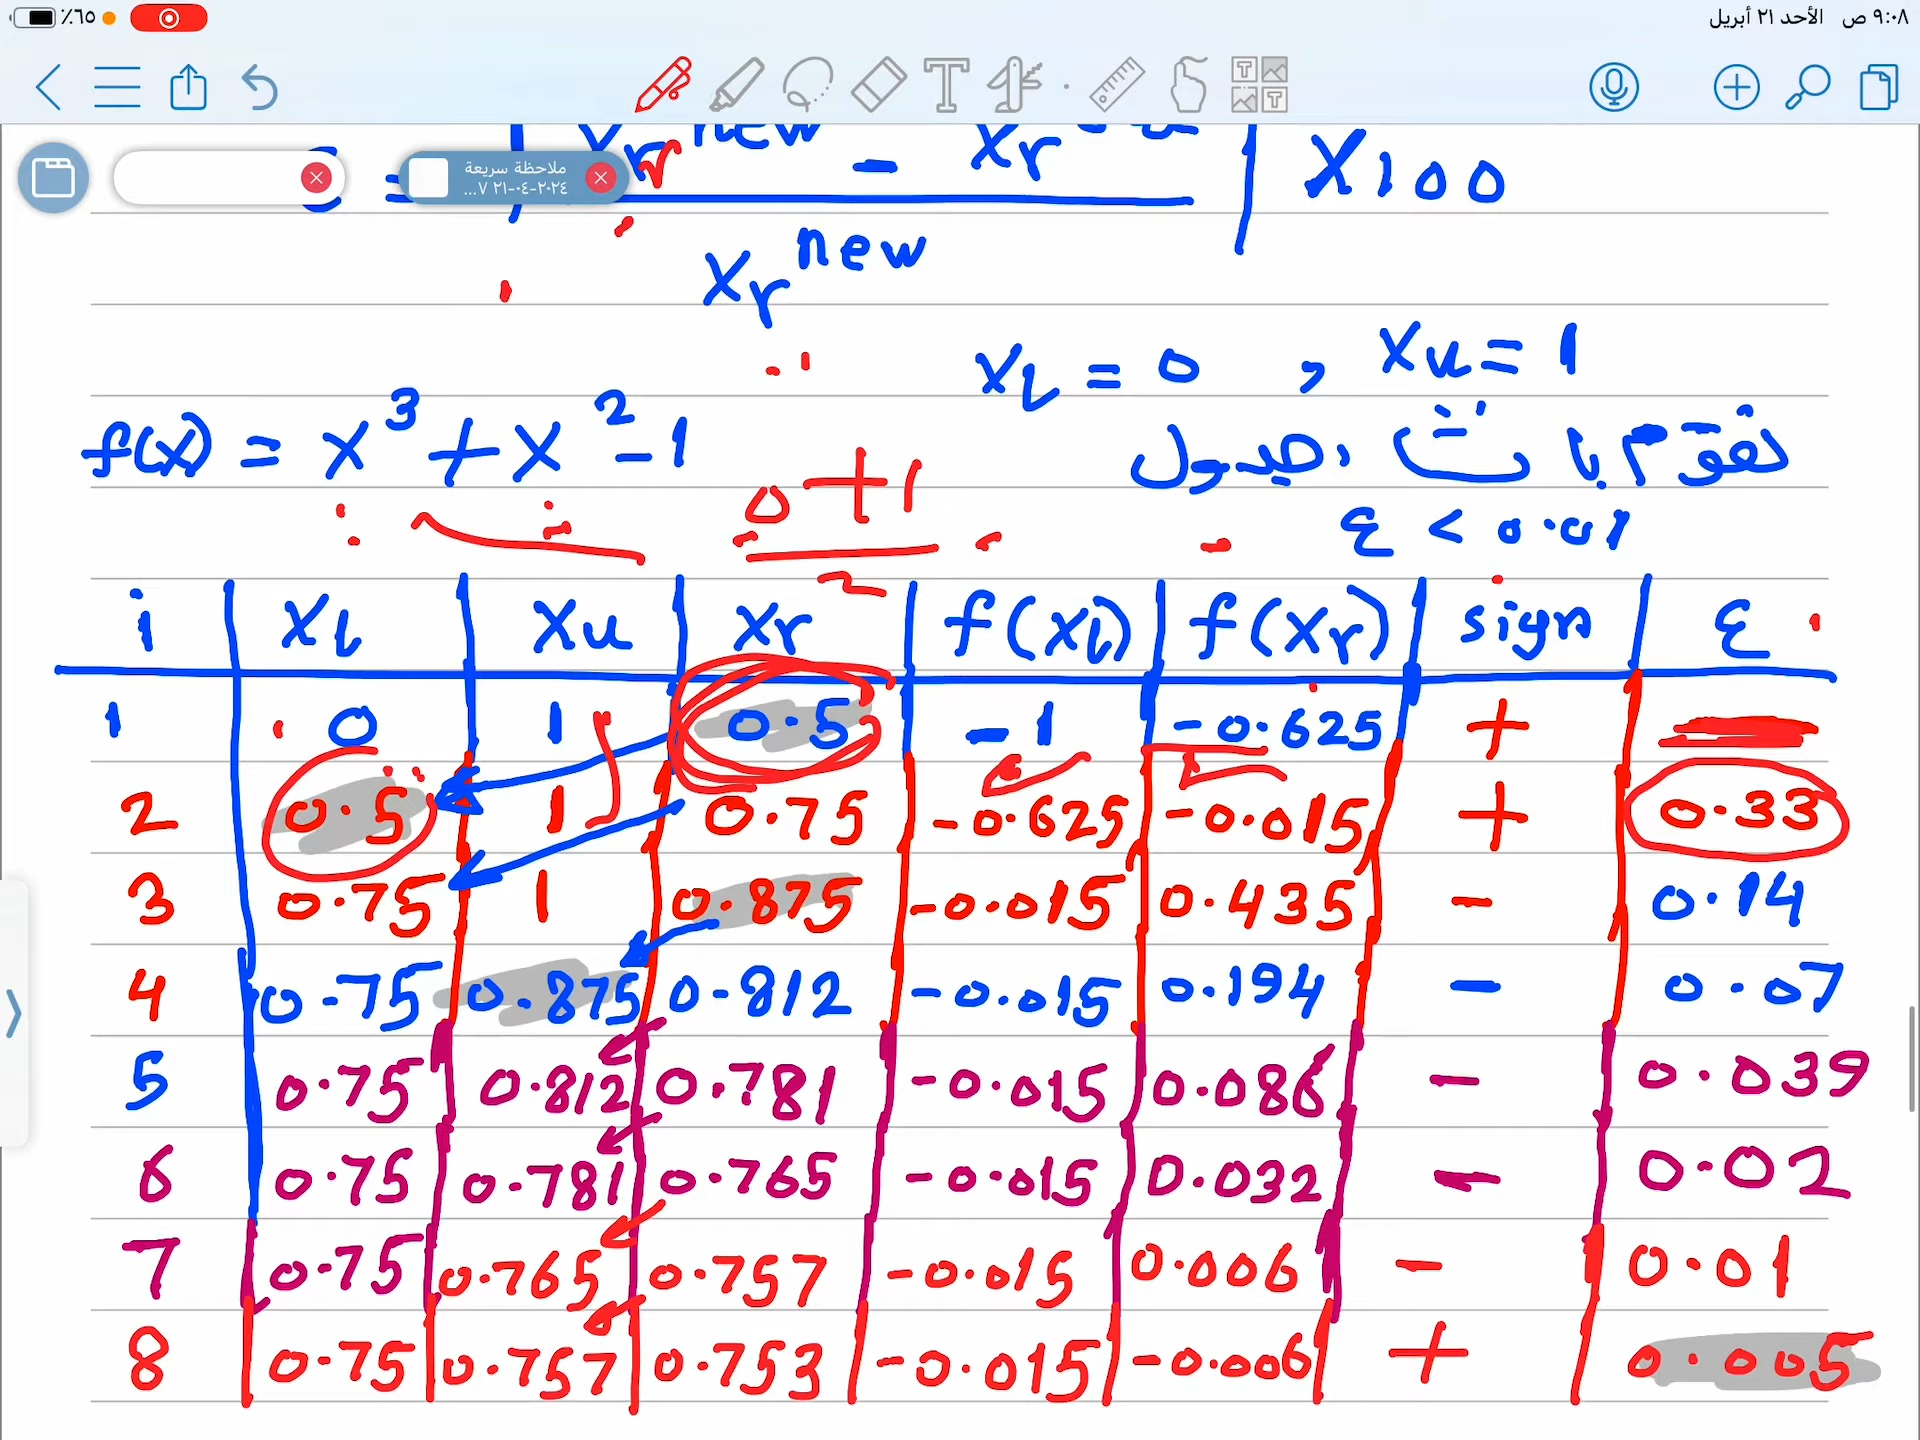 ٩:٠٨ ص الأحد ٢١ أبريل
٪٦٥
ملاحظة سريعة
٢٠٢٤-٠٤-٢١ ٧...
ε = | Xr new - Xr | X 100
Xr new
XL = 0 , Xu = 1
f(x) = x³ + x² - 1
نقوم بإ جدول
0 + 1
2
ε < 0.01
i XL Xu Xr f(XL) f(Xr) sign ε
1 0 1 0.5 -1 -0.625 +
2 0.5 1 0.75 -0.625 -0.015 + 0.33
3 0.75 1 0.875 -0.015 0.435 - 0.14
4 0.75 0.875 0.812 -0.015 0.194 - 0.07
5 0.75 0.812 0.781 -0.015 0.086 - 0.039
6 0.75 0.781 0.765 -0.015 0.032 - 0.02
7 0.75 0.765 0.757 -0.015 0.006 - 0.01
8 0.75 0.757 0.753 -0.015 -0.006 + 0.005